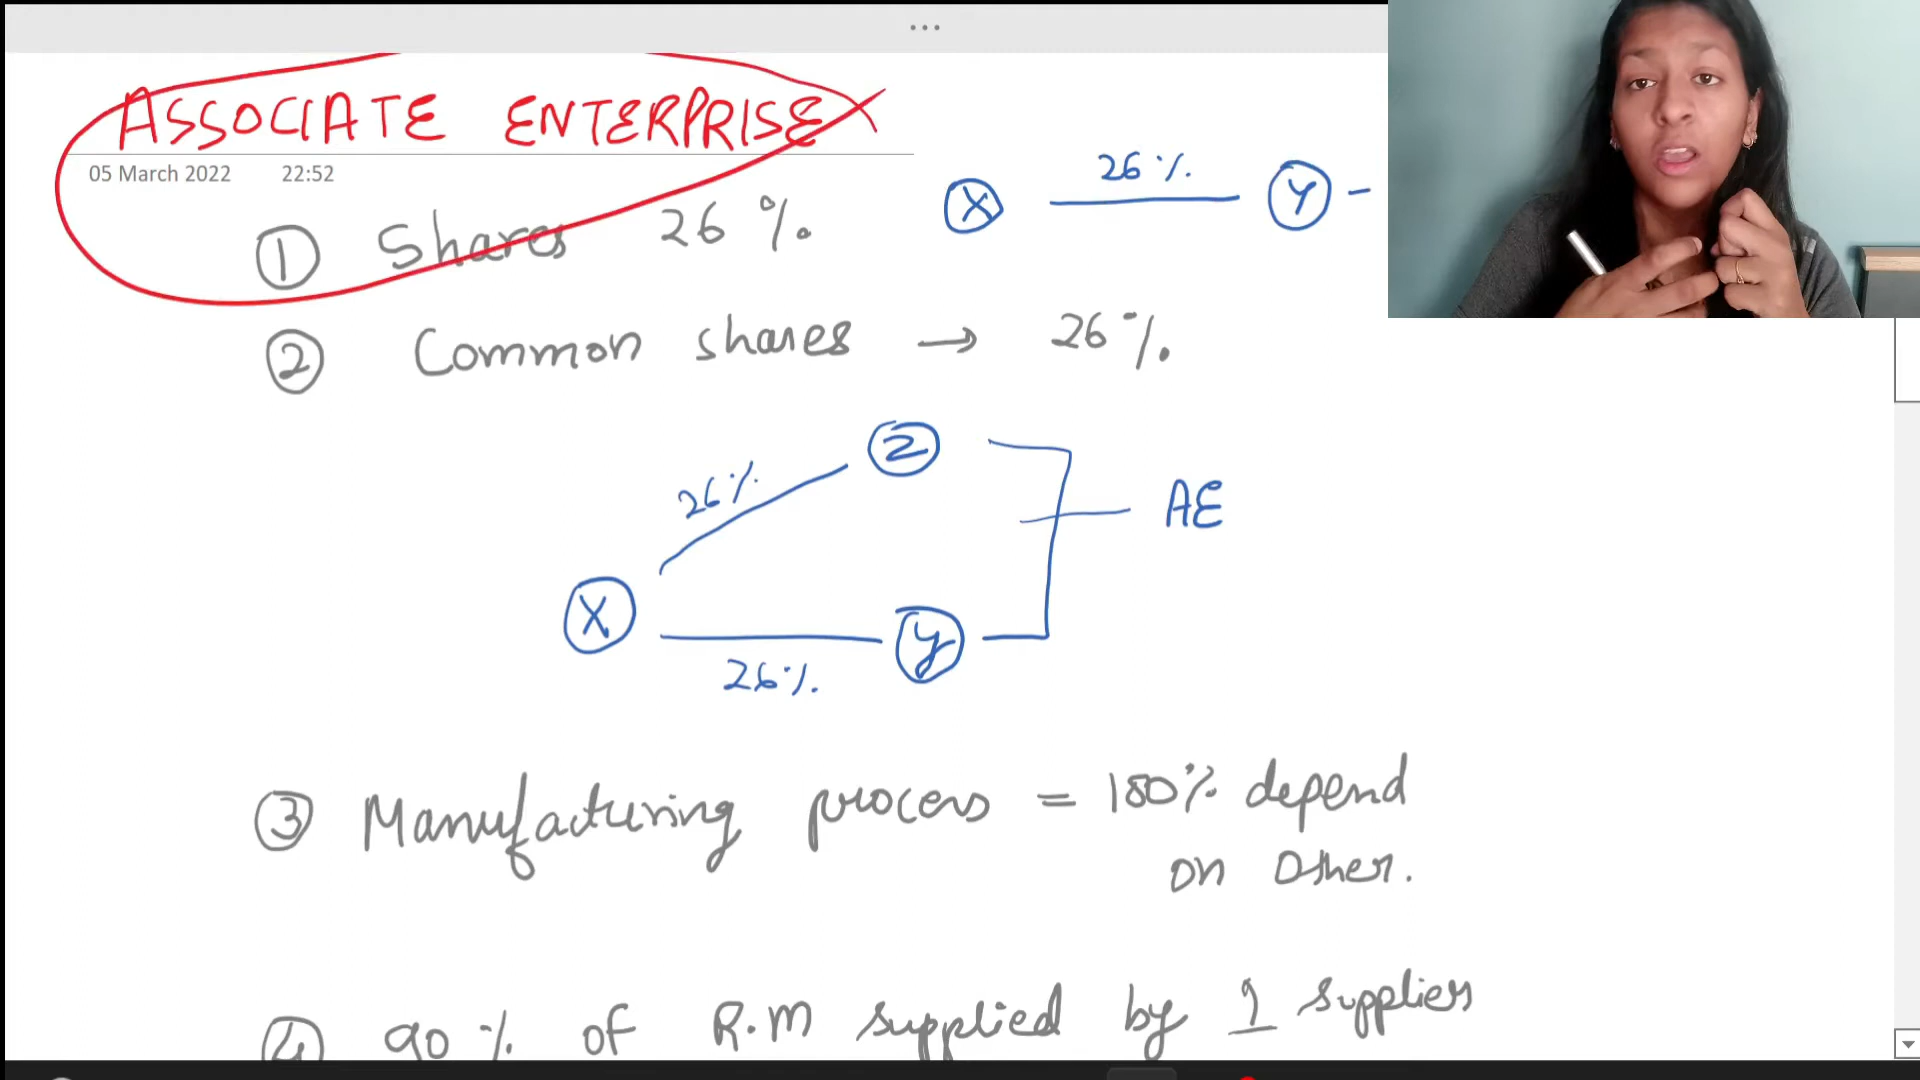 ASSOCIATE ENTERPRISE
05 March 2022 22:52
① Shares 26 %.
X 26 %. Y -
② Common shares → 26 %.
26 %. Z
AE
X
26 %. y
③ Manufacturing process = 100% depend
on Other.
④ 90 % of R.M supplied by 1 suppliers